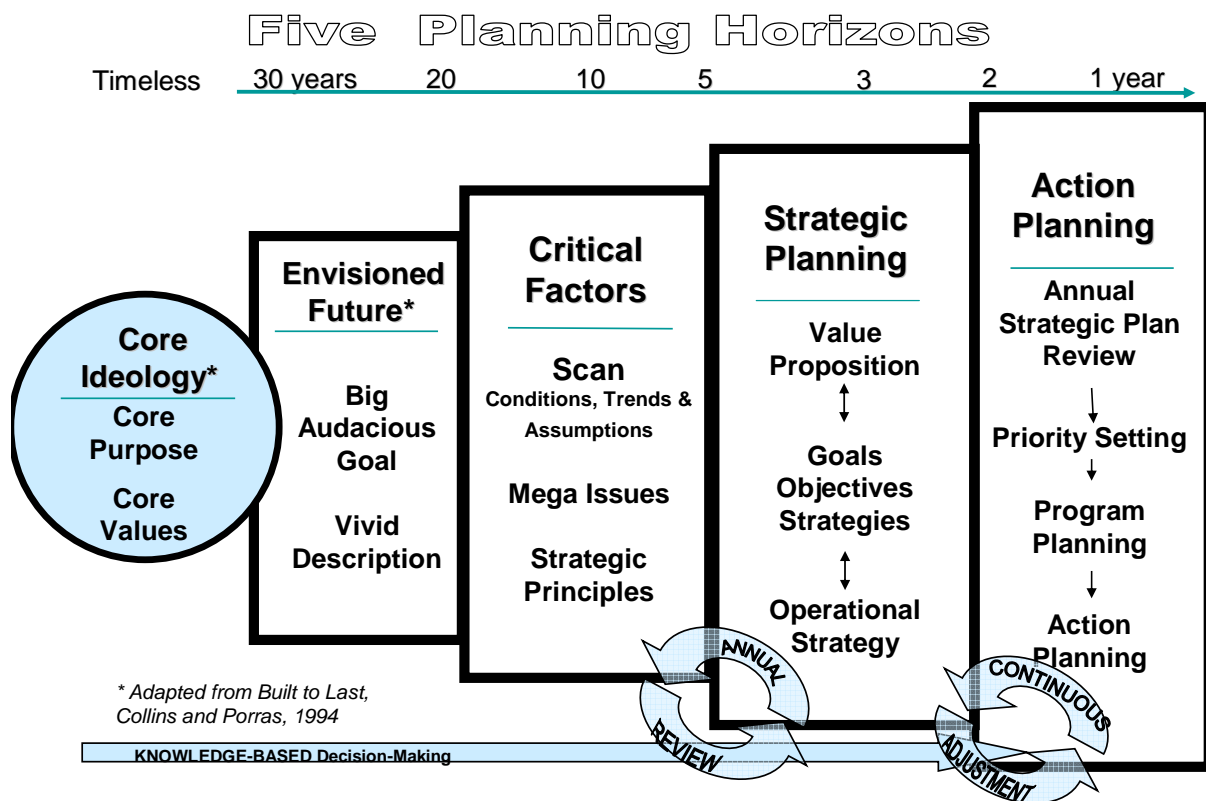 Five Planning Horizons
Timeless 30 years 20 10 5 3 2 1 year
Core
Ideology*
Core
Purpose
Core
Values
Envisioned
Future*
Big
Audacious
Goal
Vivid
Description
Critical
Factors
Scan
Conditions, Trends &
Assumptions
Mega Issues
Strategic
Principles
Strategic
Planning
Value
Proposition
Goals
Objectives
Strategies
Operational
Strategy
Action
Planning
Annual
Strategic Plan
Review
Priority Setting
Program
Planning
Action
Planning
ANNUAL
REVIEW
CONTINUOUS
ADJUSTMENT
* Adapted from Built to Last,
Collins and Porras, 1994
KNOWLEDGE-BASED Decision-Making